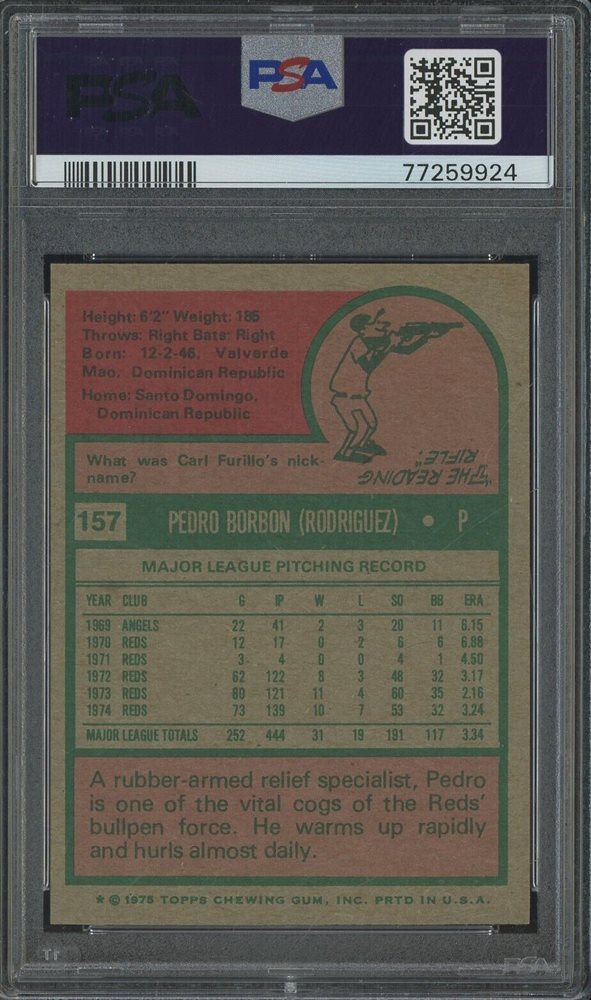 PSA
PSA
77259924
Height: 6'2" Weight: 185
Throws: Right Bats: Right
Born: 12-2-46, Valverde
Mao, Dominican Republic
Home: Santo Domingo,
Dominican Republic
What was Carl Furillo's nick-
name?
"THE READING
RIFLE".
157 PEDRO BORBON (RODRIGUEZ) • P
MAJOR LEAGUE PITCHING RECORD
YEAR CLUB G IP W L SO BB ERA
1969 ANGELS 22 41 2 3 20 11 6.15
1970 REDS 12 17 0 2 6 6 6.88
1971 REDS 3 4 0 0 4 1 4.50
1972 REDS 62 122 8 3 48 32 3.17
1973 REDS 80 121 11 4 60 35 2.16
1974 REDS 73 139 10 7 53 32 3.24
MAJOR LEAGUE TOTALS 252 444 31 19 191 117 3.34
A rubber-armed relief specialist, Pedro
is one of the vital cogs of the Reds'
bullpen force. He warms up rapidly
and hurls almost daily.
* © 1975 TOPPS CHEWING GUM, INC. PRTD IN U.S.A.
PSA